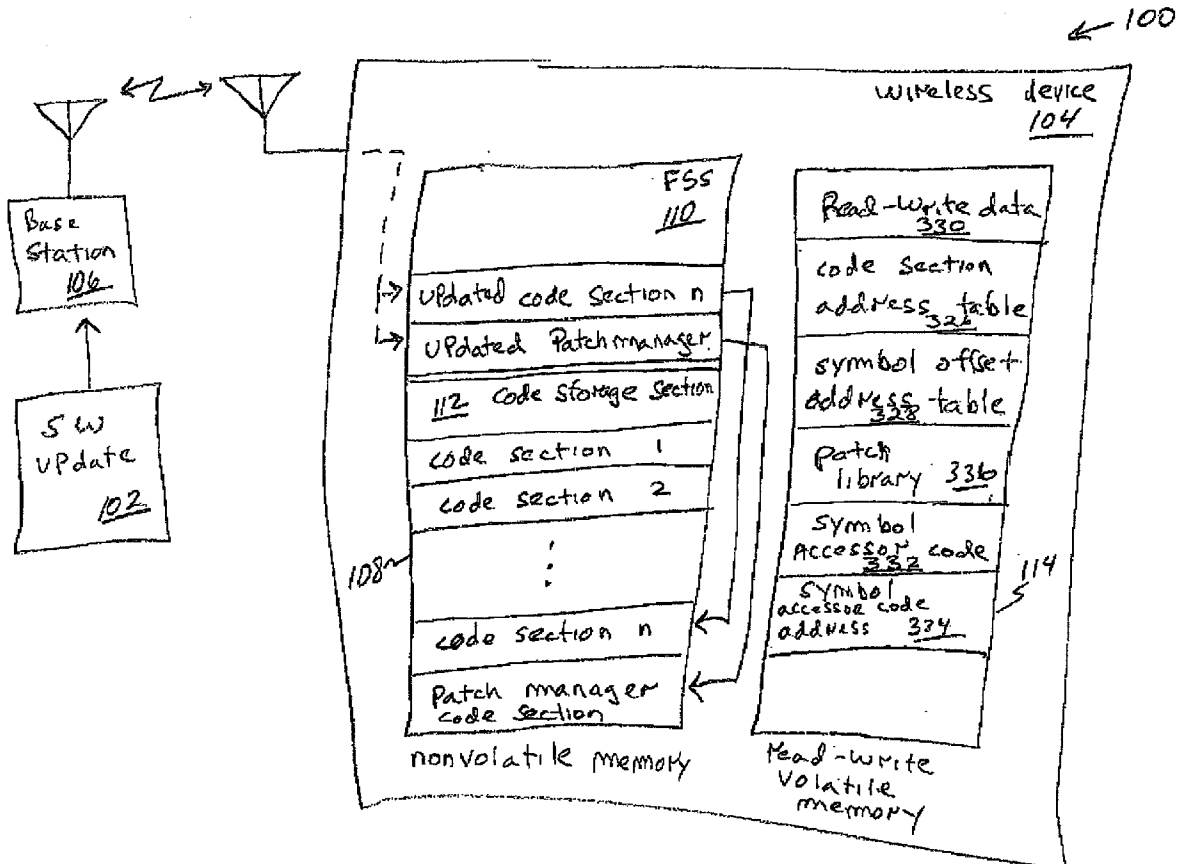 100
wireless device
104
FSS
110
Base
Station
106
SW
UPdate
102
UPdated code section n
UPdated Patchmanager
112 code storage section
code section 1
code section 2
108
code section n
Patch manager
code section
nonvolatile memory
Read-write data
330
code section
address table
326
symbol offset
address table
328
patch
library 336
symbol
Accessor code
332
symbol
accessor code
address 334
114
read-write
volatile
memory